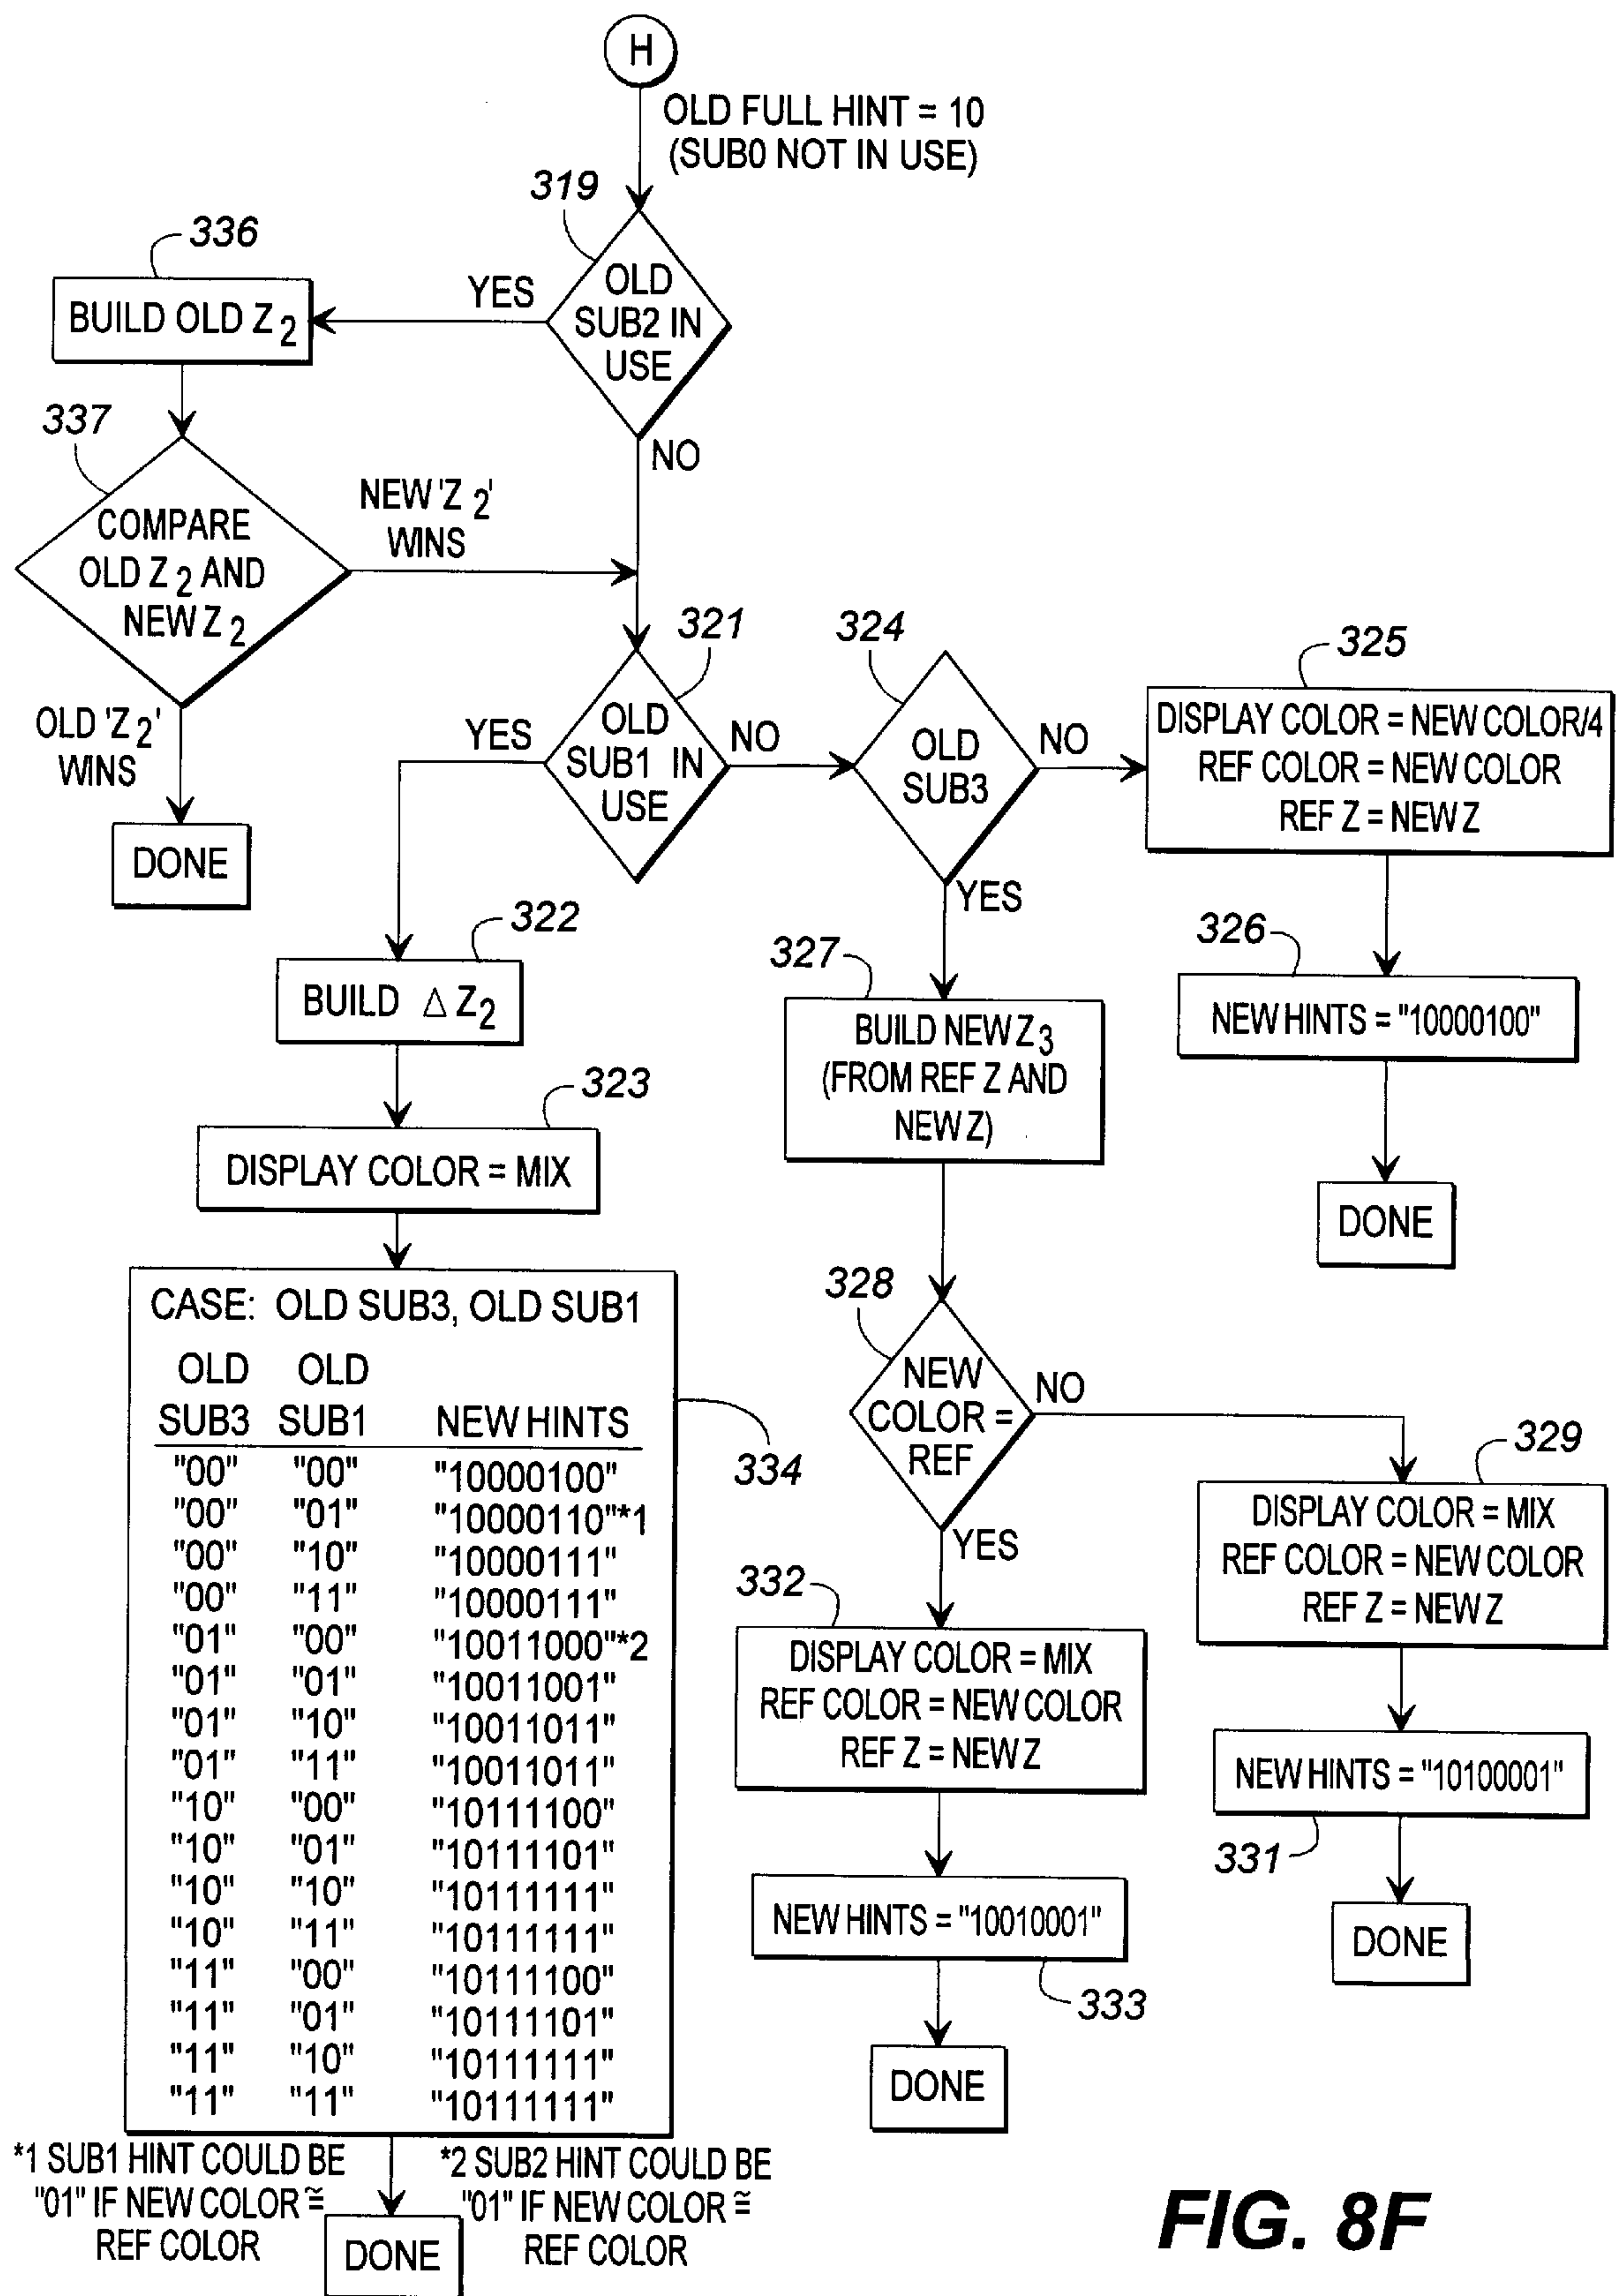 H
OLD FULL HINT = 10
(SUB0 NOT IN USE)
319
OLD
SUB2 IN
USE
YES
NO
336
BUILD OLD Z 2
337
COMPARE
OLD Z 2 AND
NEW Z 2
NEW 'Z 2'
WINS
OLD 'Z 2'
WINS
DONE
321
OLD
SUB1 IN
USE
YES
NO
324
OLD
SUB3
NO
YES
325
DISPLAY COLOR = NEW COLOR/4
REF COLOR = NEW COLOR
REF Z = NEW Z
326
NEW HINTS = "10000100"
DONE
322
BUILD Δ Z2
323
DISPLAY COLOR = MIX
327
BUILD NEW Z3
(FROM REF Z AND
NEW Z)
328
NEW
COLOR =
REF
NO
YES
329
DISPLAY COLOR = MIX
REF COLOR = NEW COLOR
REF Z = NEW Z
331
NEW HINTS = "10100001"
DONE
332
DISPLAY COLOR = MIX
REF COLOR = NEW COLOR
REF Z = NEW Z
NEW HINTS = "10010001"
333
DONE
334
CASE: OLD SUB3, OLD SUB1
OLD OLD
SUB3 SUB1 NEW HINTS
"00" "00" "10000100"
"00" "01" "10000110"*1
"00" "10" "10000111"
"00" "11" "10000111"
"01" "00" "10011000"*2
"01" "01" "10011001"
"01" "10" "10011011"
"01" "11" "10011011"
"10" "00" "10111100"
"10" "01" "10111101"
"10" "10" "10111111"
"10" "11" "10111111"
"11" "00" "10111100"
"11" "01" "10111101"
"11" "10" "10111111"
"11" "11" "10111111"
*1 SUB1 HINT COULD BE
"01" IF NEW COLOR ≅
REF COLOR
*2 SUB2 HINT COULD BE
"01" IF NEW COLOR ≅
REF COLOR
DONE
FIG. 8F